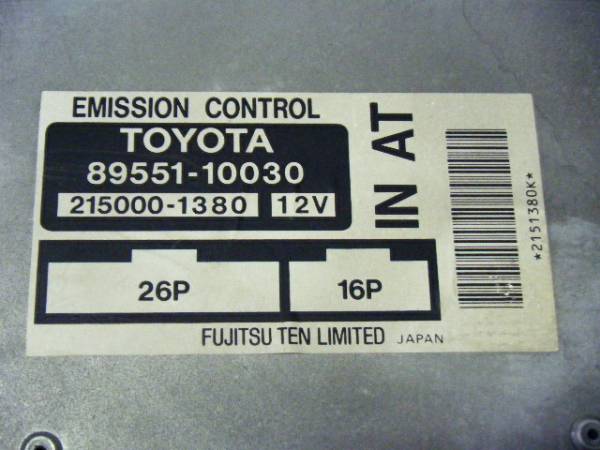 EMISSION CONTROL
TOYOTA
89551-10030
215000-1380 12V
IN AT
26P 16P
FUJITSU TEN LIMITED JAPAN
*2151380K*